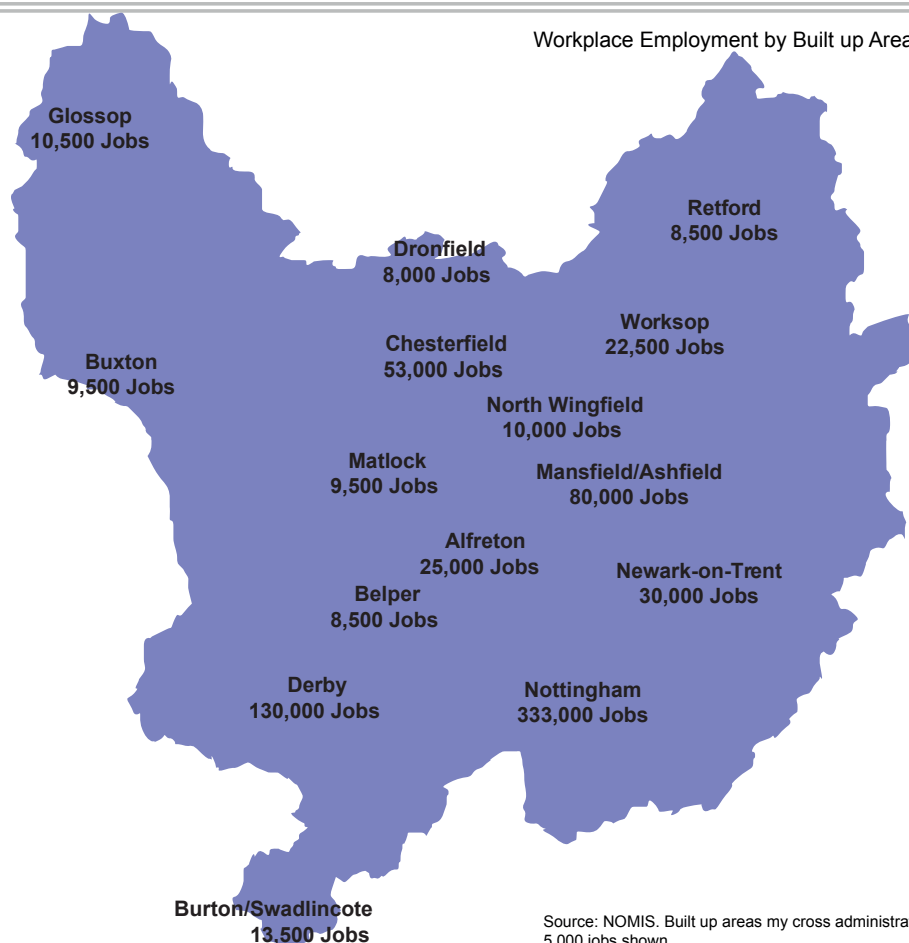 Workplace Employment by Built up Area
Glossop
10,500 Jobs
Retford
8,500 Jobs
Dronfield
8,000 Jobs
Worksop
22,500 Jobs
Chesterfield
53,000 Jobs
Buxton
9,500 Jobs
North Wingfield
10,000 Jobs
Matlock
9,500 Jobs
Mansfield/Ashfield
80,000 Jobs
Alfreton
25,000 Jobs
Newark-on-Trent
30,000 Jobs
Belper
8,500 Jobs
Derby
130,000 Jobs
Nottingham
333,000 Jobs
Burton/Swadlincote
13,500 Jobs
Source: NOMIS. Built up areas my cross administra
5,000 jobs shown